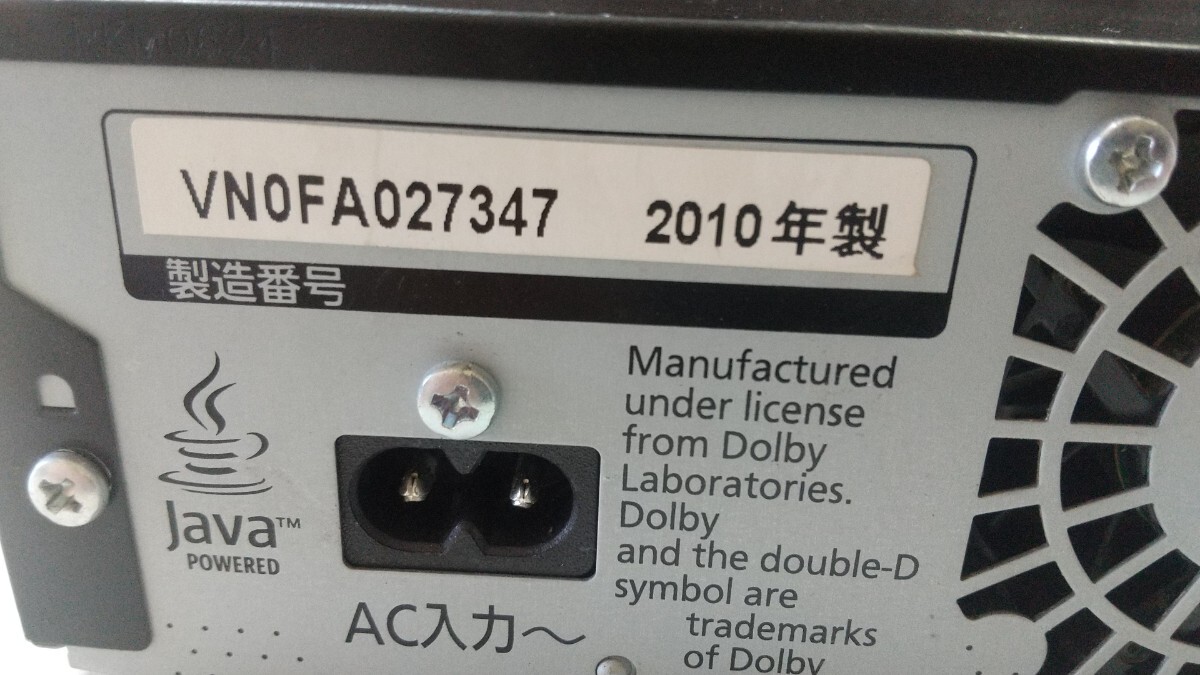 VN0FA027347 2010年製
製造番号
Java™
POWERED
AC入力～
Manufactured
under license
from Dolby
Laboratories.
Dolby
and the double-D
symbol are
trademarks
of Dolby